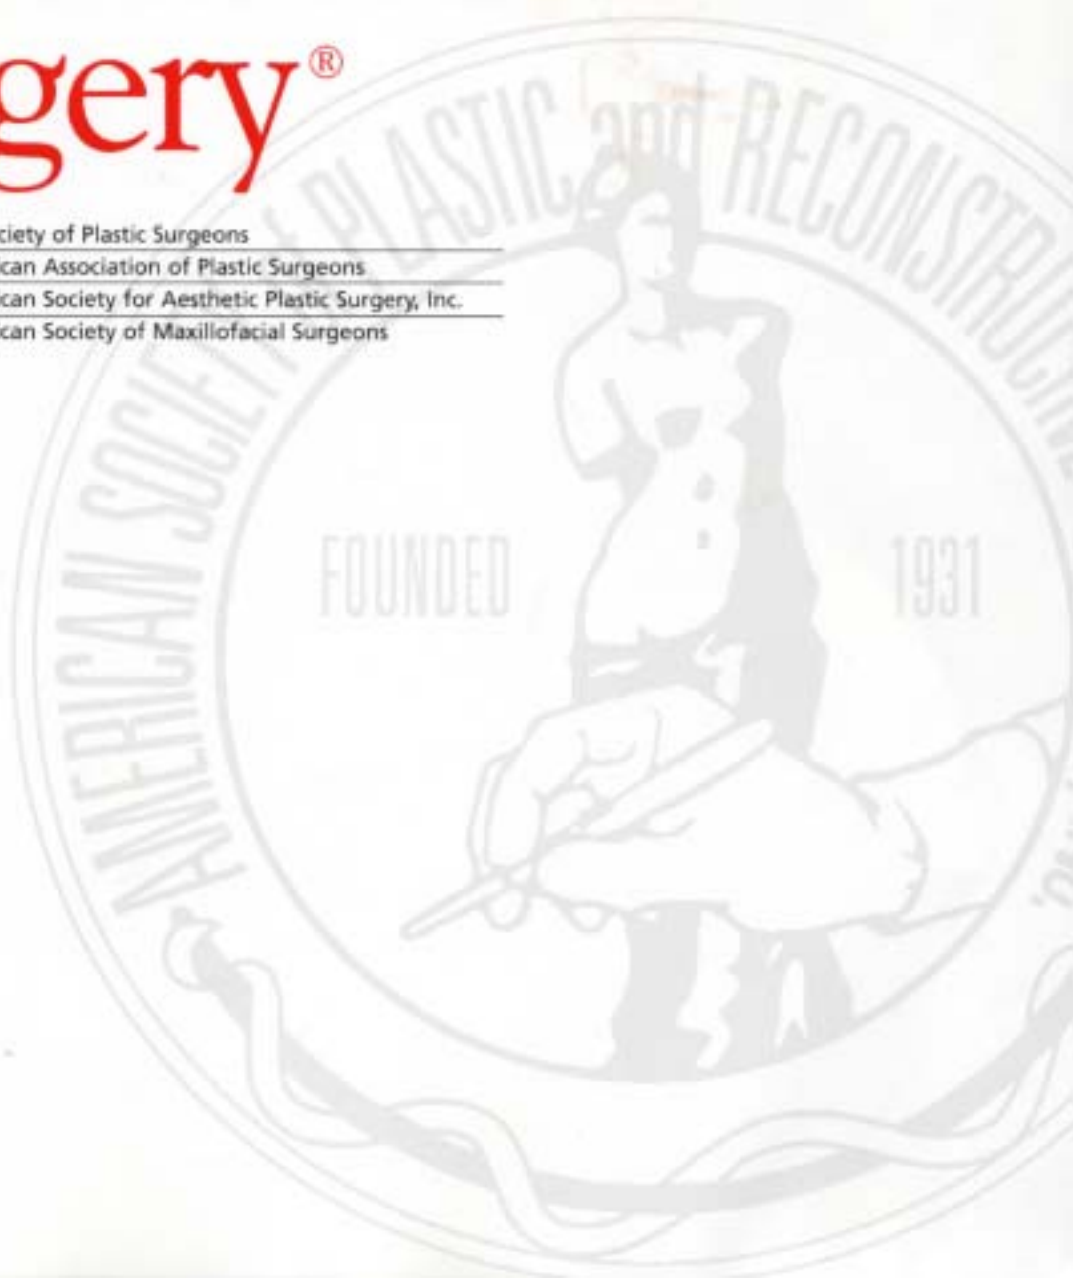 gery®
ciety of Plastic Surgeons
can Association of Plastic Surgeons
can Society for Aesthetic Plastic Surgery, Inc.
can Society of Maxillofacial Surgeons
AMERICAN SOCIETY OF PLASTIC and RECONSTRUCTIVE
FOUNDED 1931
INC.